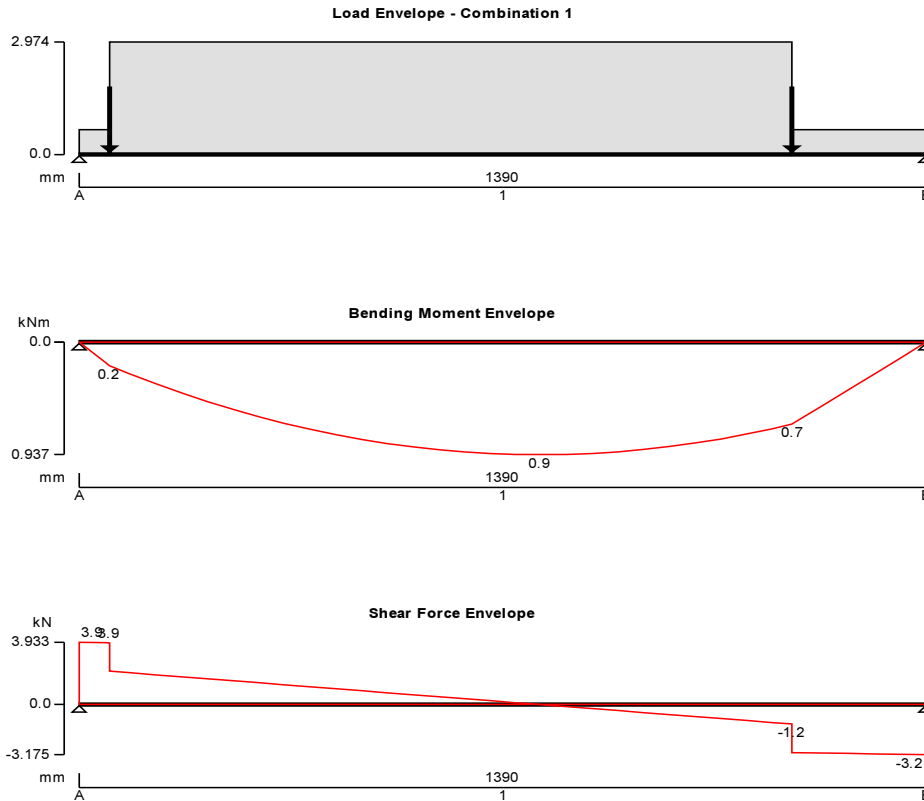 Load Envelope - Combination 1
2.974
0.0
mm 1390
A 1
Bending Moment Envelope
kNm
0.0
0.2
0.7
0.937
0.9
mm 1390
A 1
Shear Force Envelope
kN
3.933 3.9 3.9
0.0
-1.2
-3.175
-3.2
mm 1390
A 1